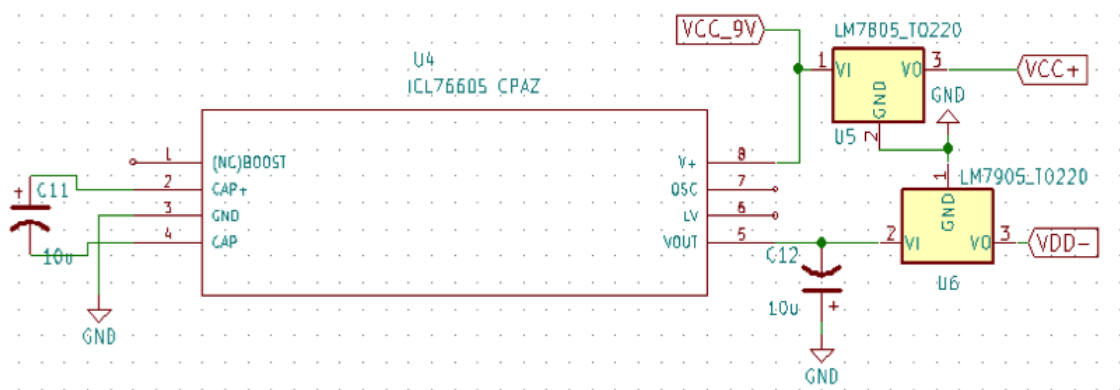 VCC_9V
LM7805_TO220
U4
ICL7660S CPAZ
1 VI VO 3
VCC+
GND
GND
U5
2
1 (NC)BOOST
V+ 8
C11
+
2 CAP+
OSC 7
3 GND
LV 6
4 CAP
VOUT 5
10u
GND
1
LM7905_TO220
GND
2 VI VO 3
VDD-
U6
C12
10u
+
GND